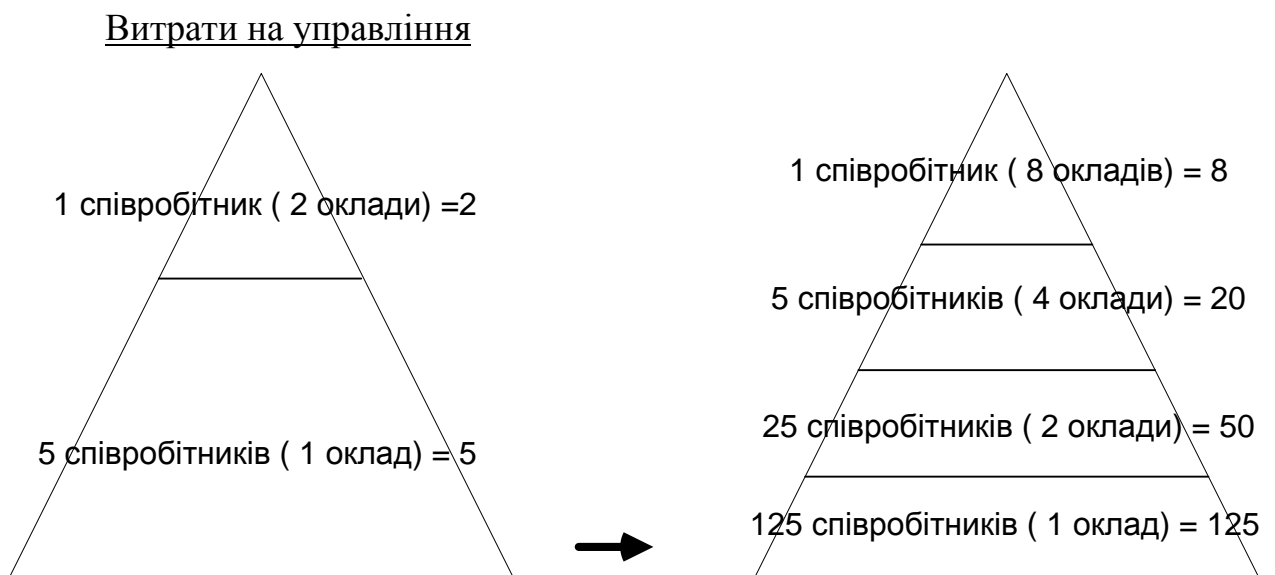 Витрати на управління
1 співробітник ( 2 оклади) =2
5 співробітників ( 1 оклад) = 5
1 співробітник ( 8 окладів) = 8
5 співробітників ( 4 оклади) = 20
25 співробітників ( 2 оклади) = 50
125 співробітників ( 1 оклад) = 125